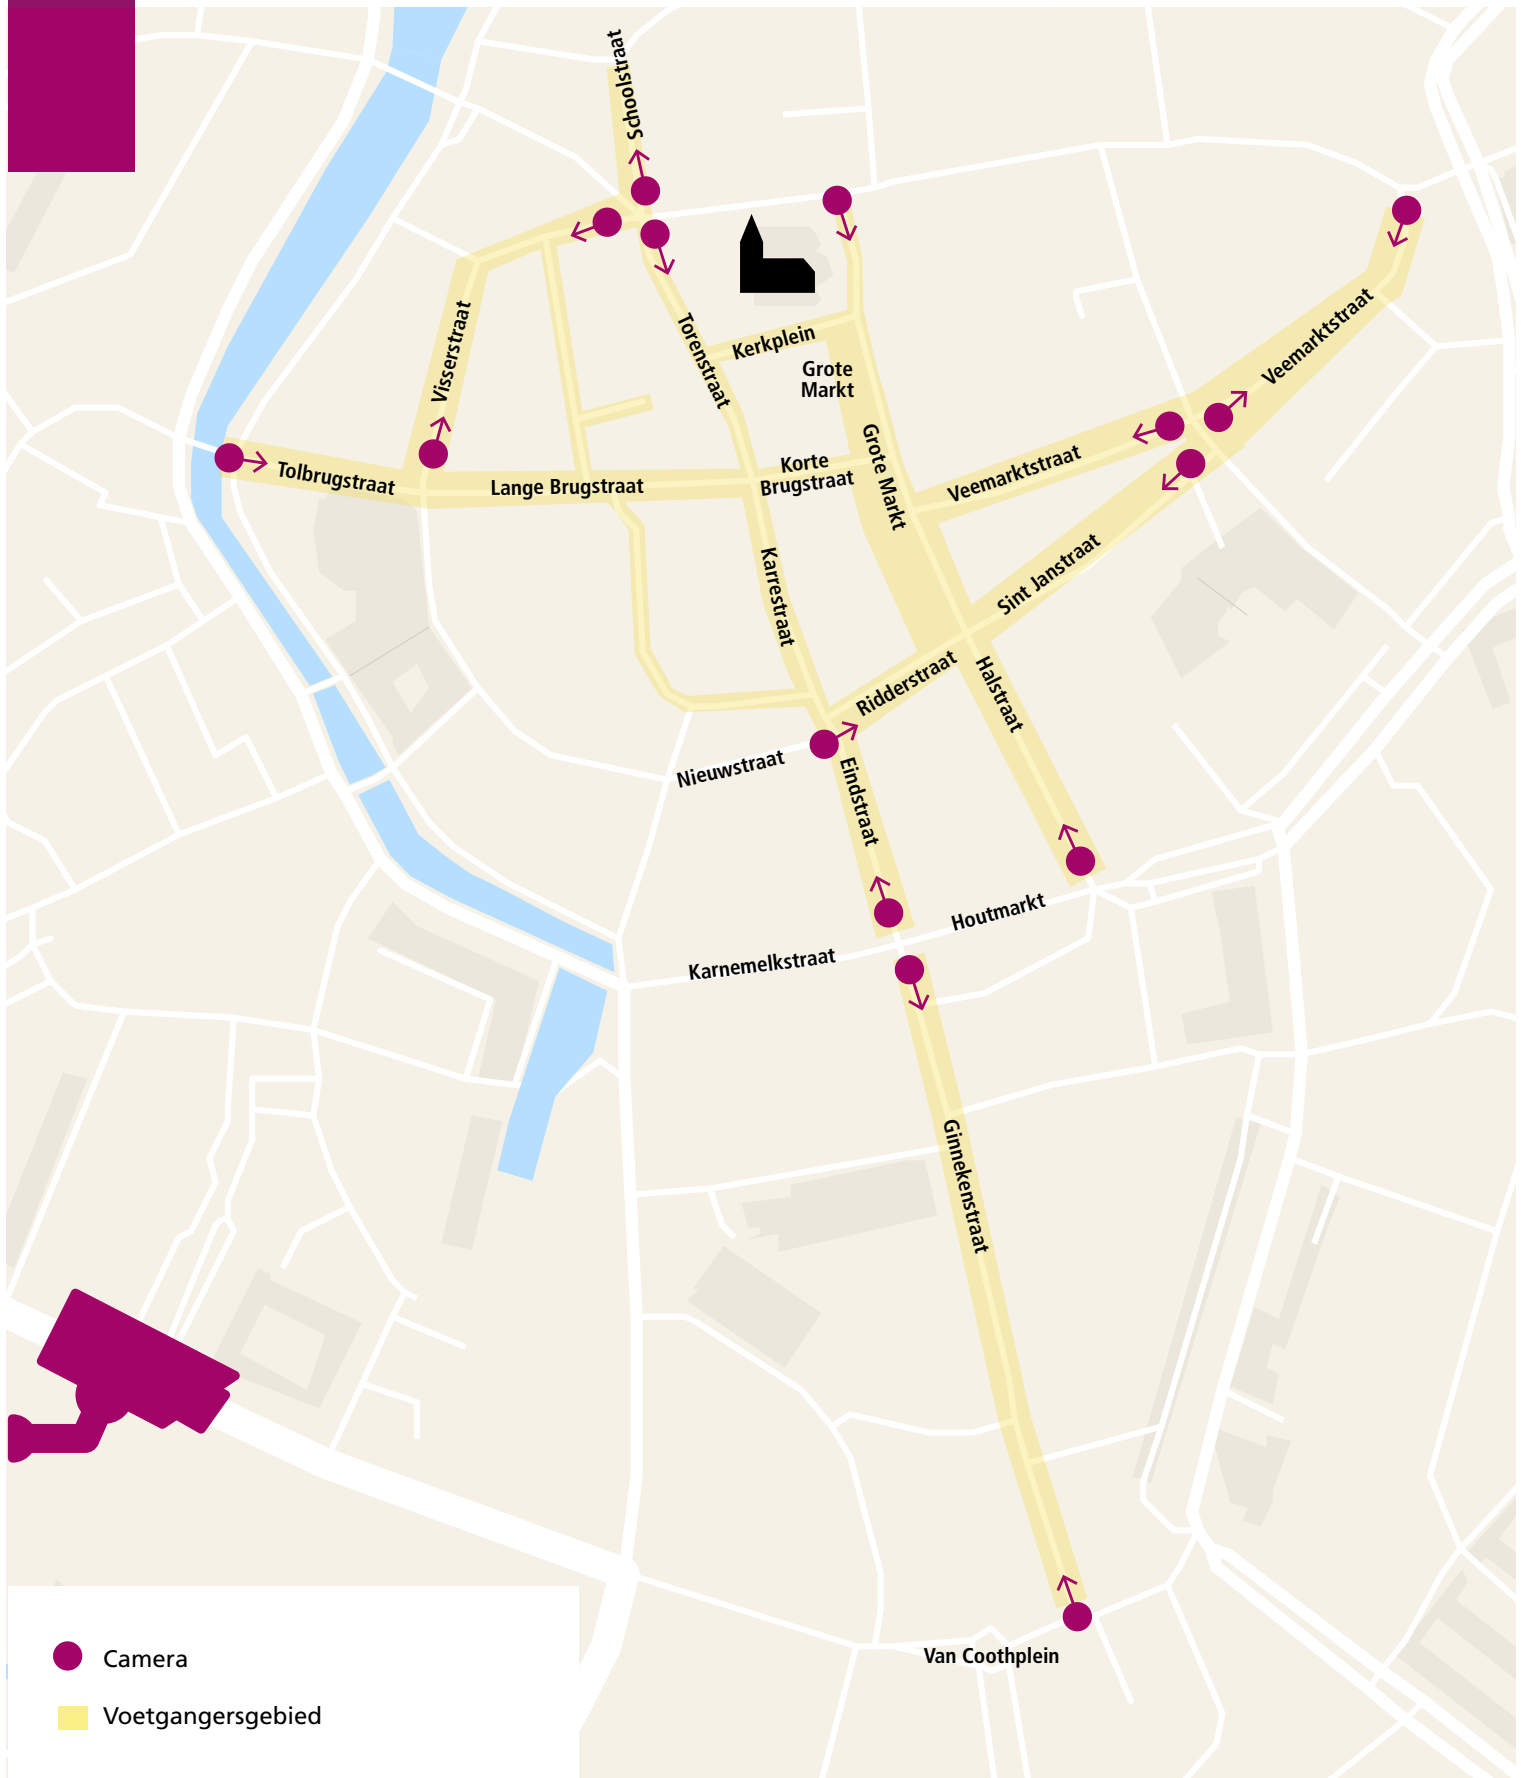 Schoolstraat
Visserstraat
Torenstraat
Kerkplein
Grote
Markt
Veemarktstraat
Tolbrugstraat
Lange Brugstraat
Korte
Brugstraat
Grote Markt
Veemarktstraat
Karrestraat
Sint Janstraat
Ridderstraat
Halstraat
Nieuwstraat
Eindstraat
Houtmarkt
Karnemelkstraat
Ginnekenstraat
Van Coothplein
Camera
Voetgangersgebied